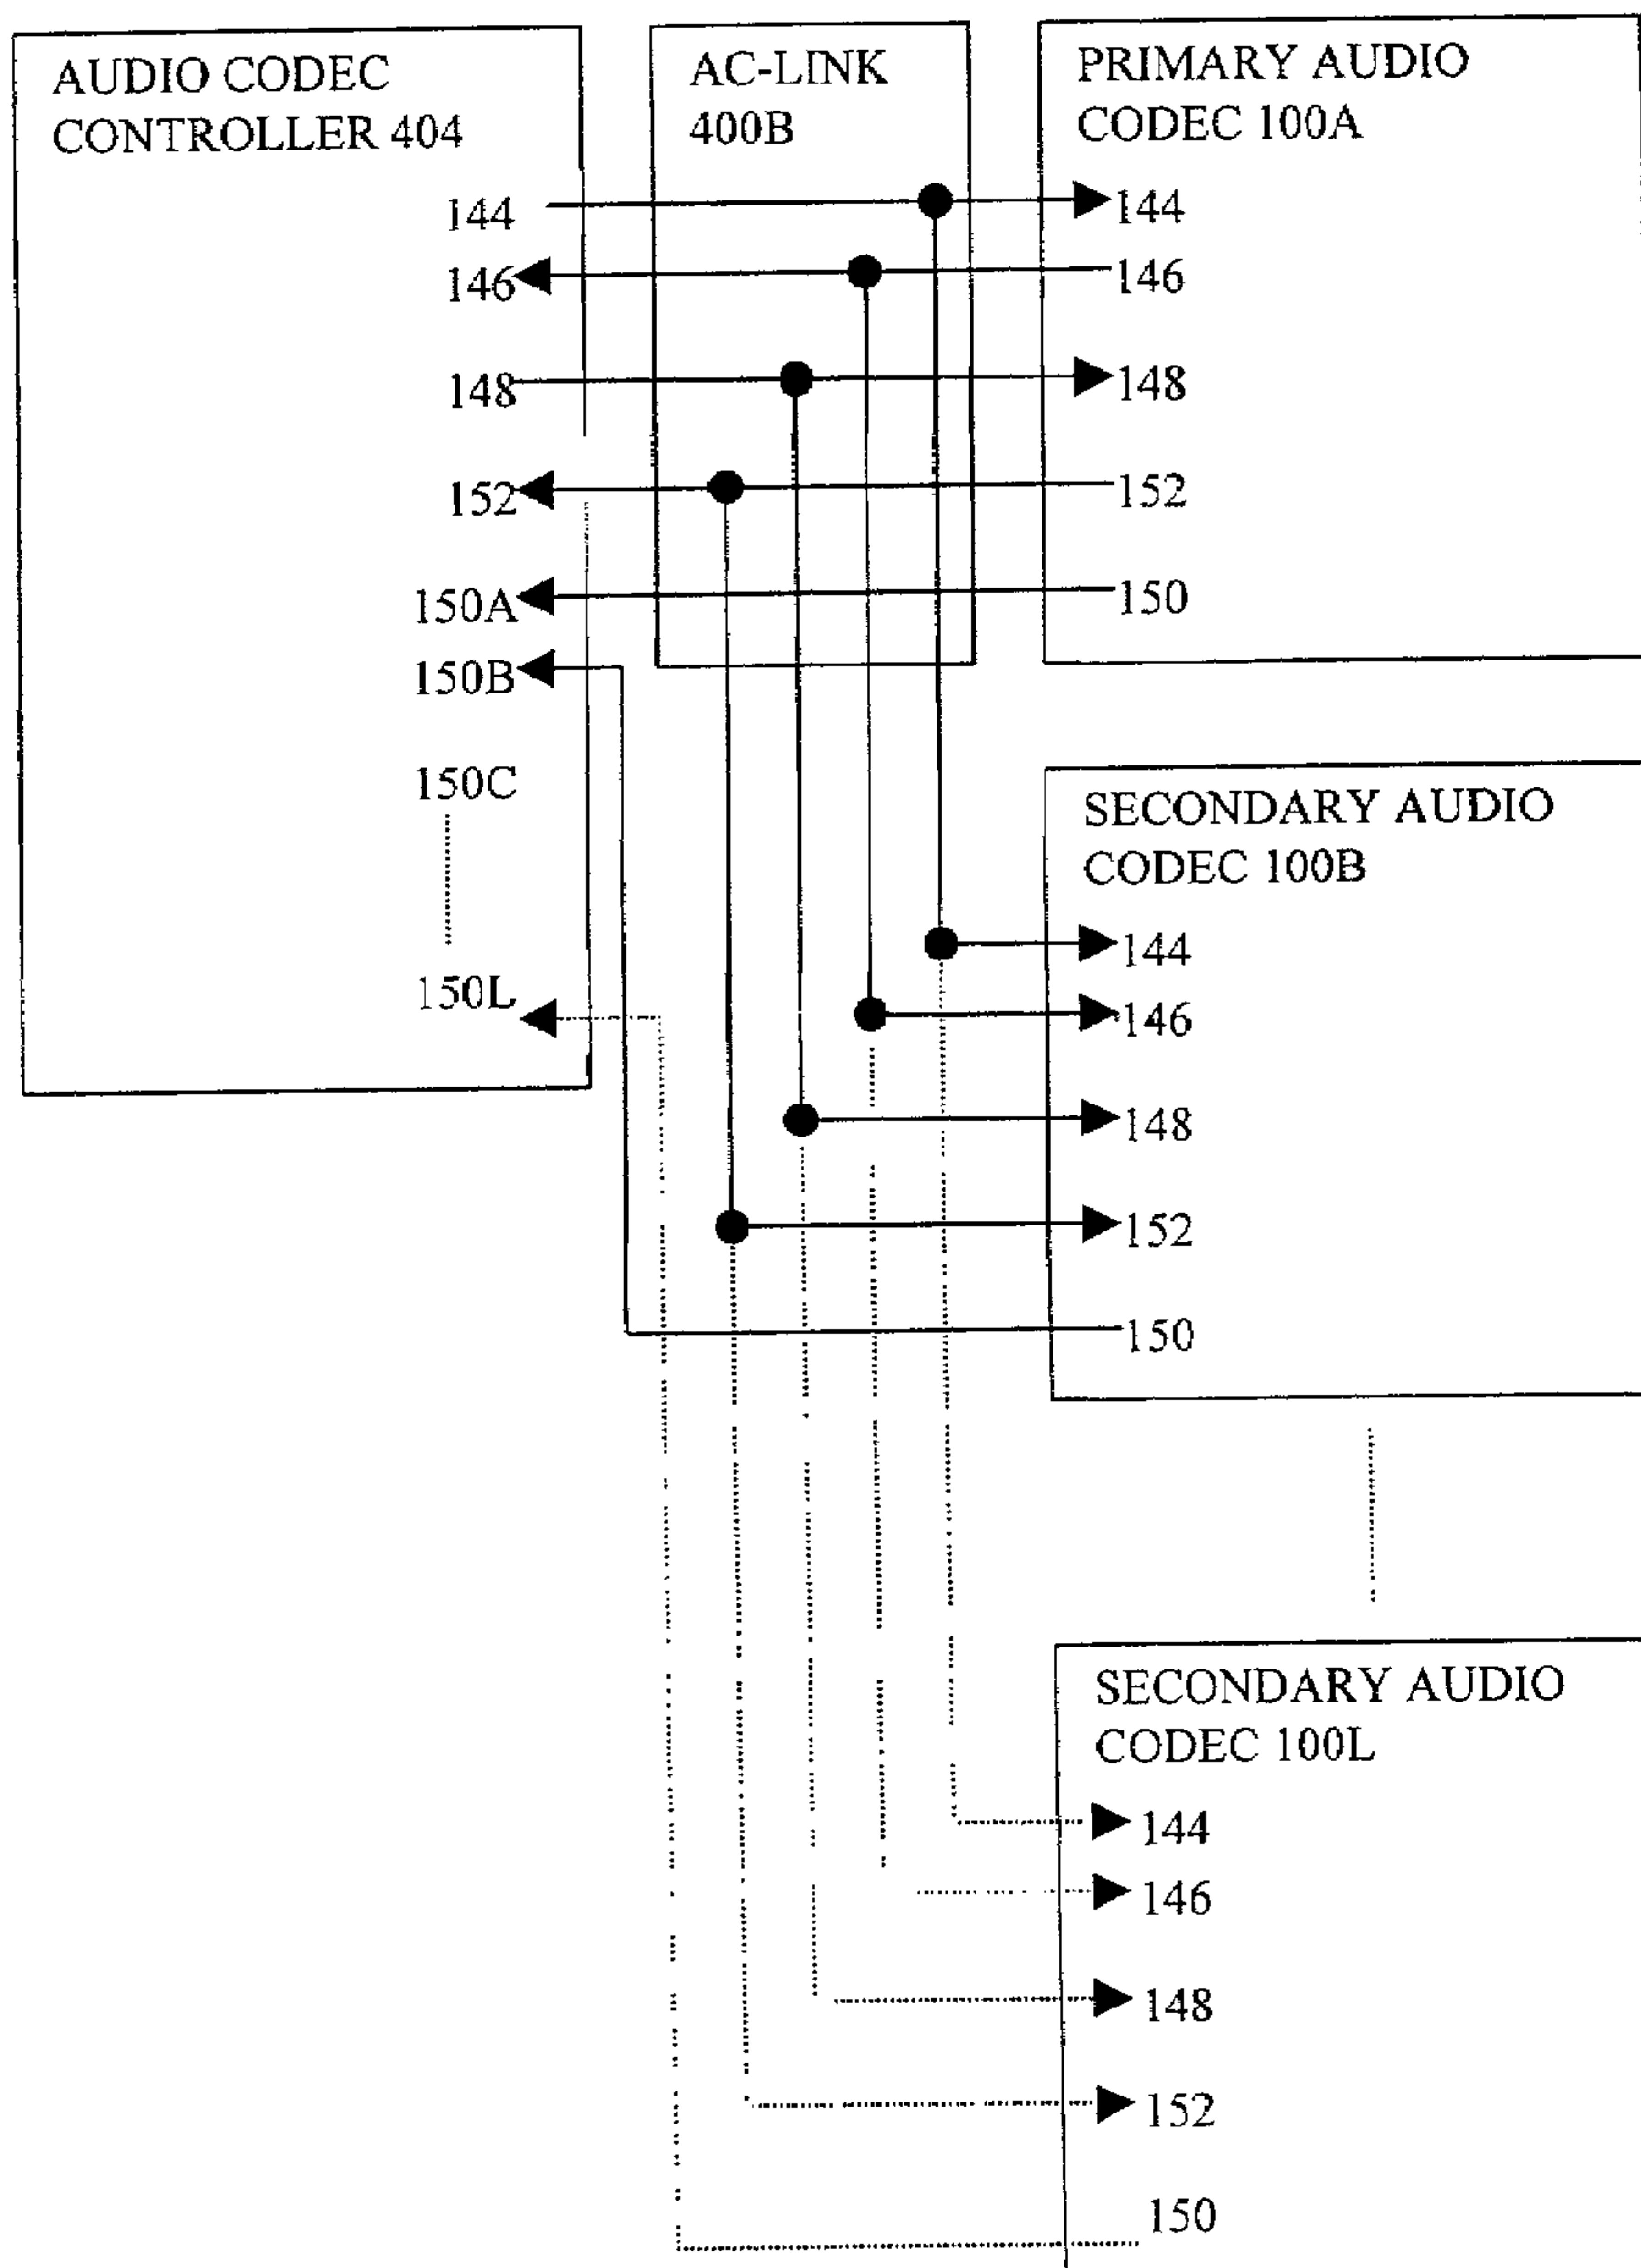 AUDIO CODEC
CONTROLLER 404
144
146
148
152
150A
150B
150C
150L
AC-LINK
400B
PRIMARY AUDIO
CODEC 100A
144
146
148
152
150
SECONDARY AUDIO
CODEC 100B
144
146
148
152
150
SECONDARY AUDIO
CODEC 100L
144
146
148
152
150